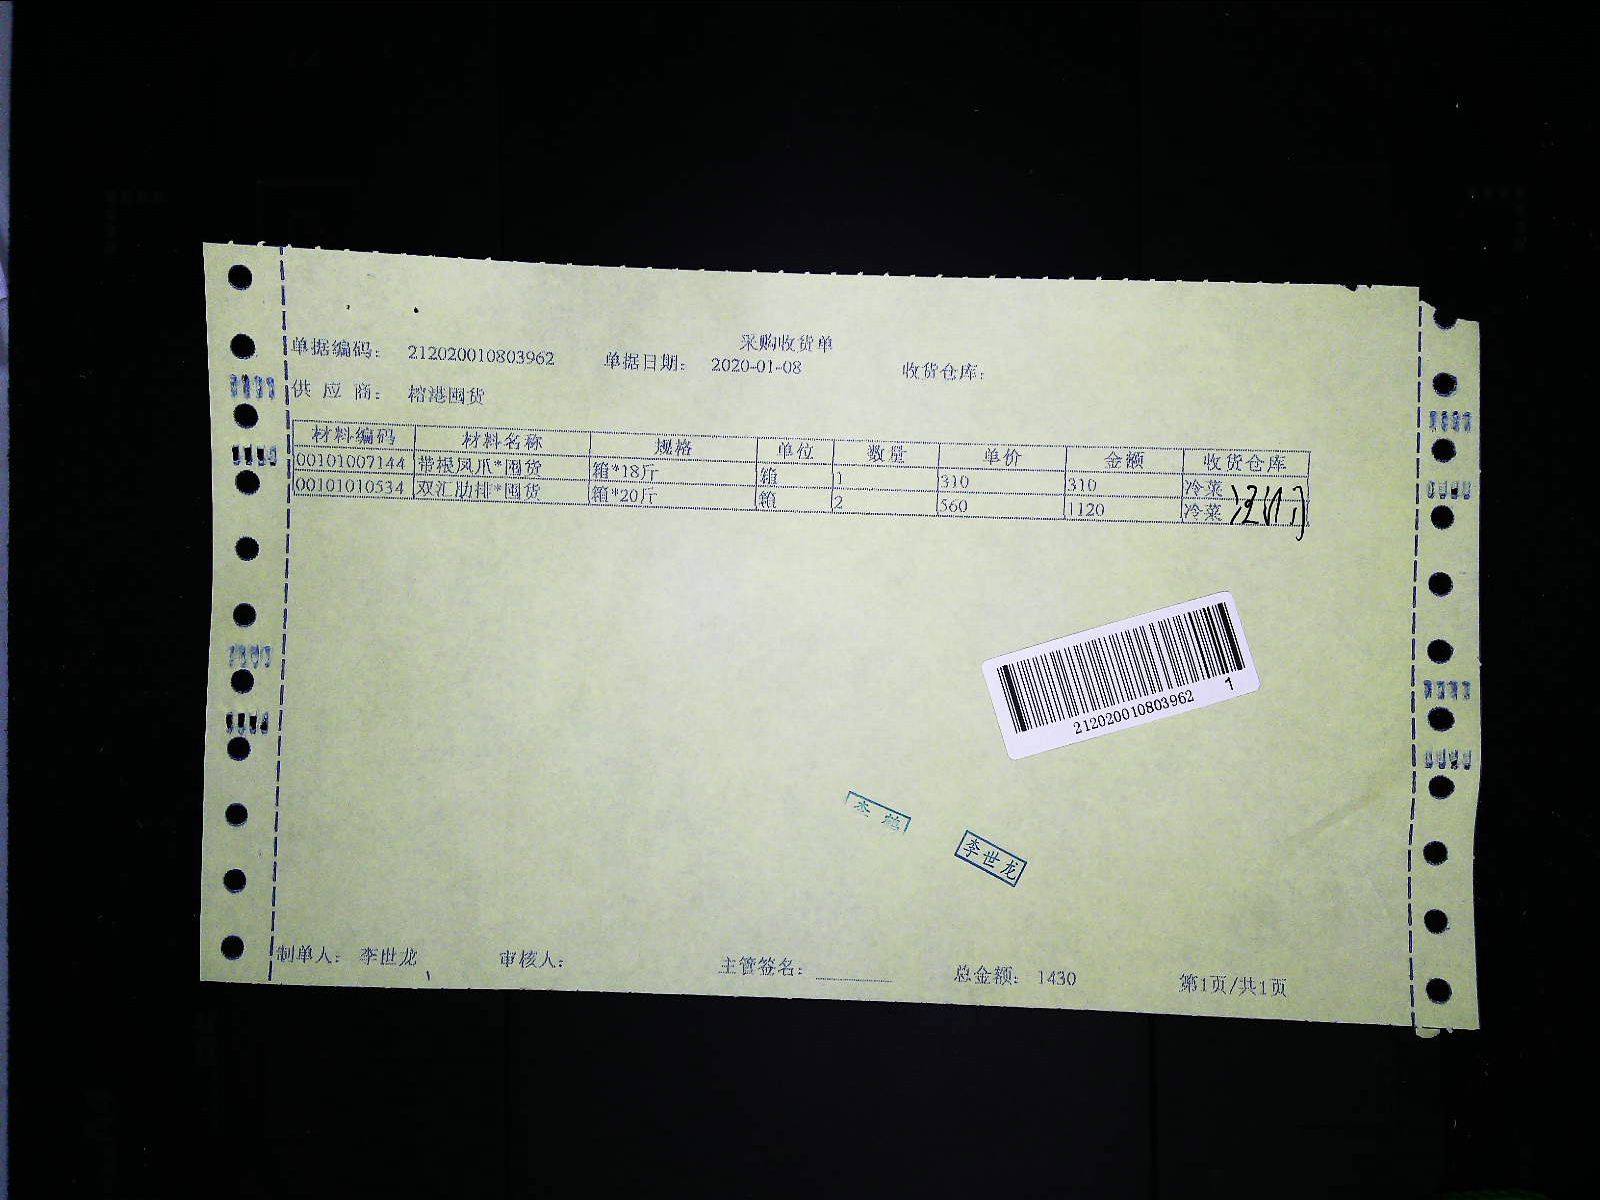 采购收货单
单据编码： 212020010803962 单据日期： 2020-01-08 收货仓库：
供 应 商： 榕港囤货
材料编码 材料名称 规格 单位 数量 单价 金额 收货仓库
00101007144 带根凤爪*囤货 箱*18斤 箱 1 310 310 冷菜
00101010534 双汇肋排*囤货 箱*20斤 箱 2 560 1120 冷菜
212020010803962 1
李世龙
制单人： 李世龙 审核人： 主管签名： 总金额： 1430 第1页/共1页